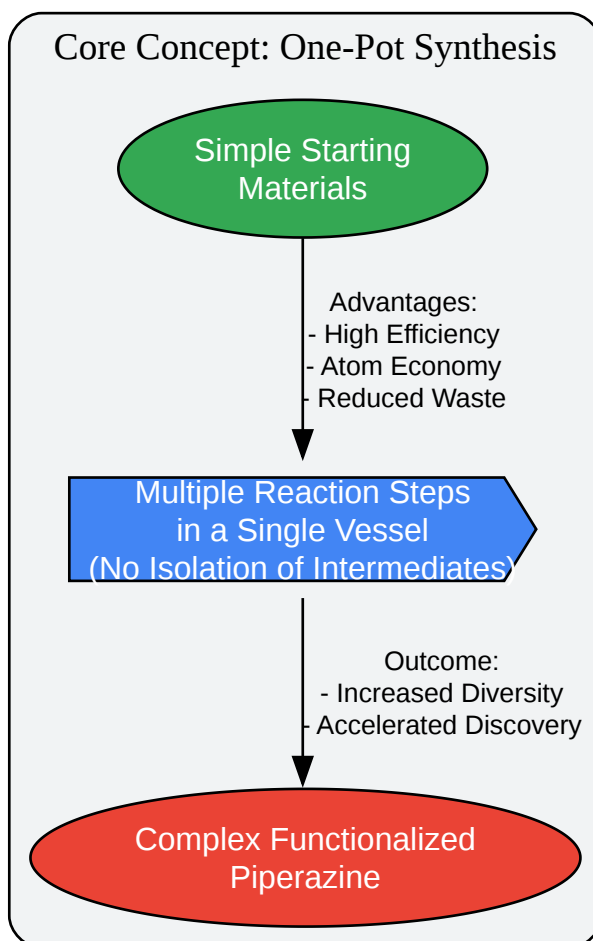 Core Concept: One-Pot Synthesis
Simple Starting
Materials
Advantages:
- High Efficiency
- Atom Economy
- Reduced Waste
Multiple Reaction Steps
in a Single Vessel
(No Isolation of Intermediates)
Outcome:
- Increased Diversity
- Accelerated Discovery
Complex Functionalized
Piperazine